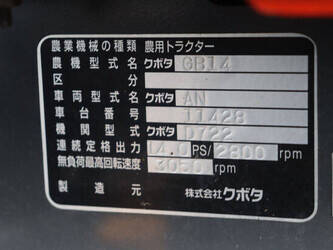 農業機械の種類 農用トラクター
農機型式名 クボタ GB14
区分
車両型式名 クボタ AN
車台番号 11428
機関型式名 クボタ D722
連続定格出力 14.0 PS/2800 rpm
無負荷最高回転速度 3050 rpm
製造元 株式会社クボタ